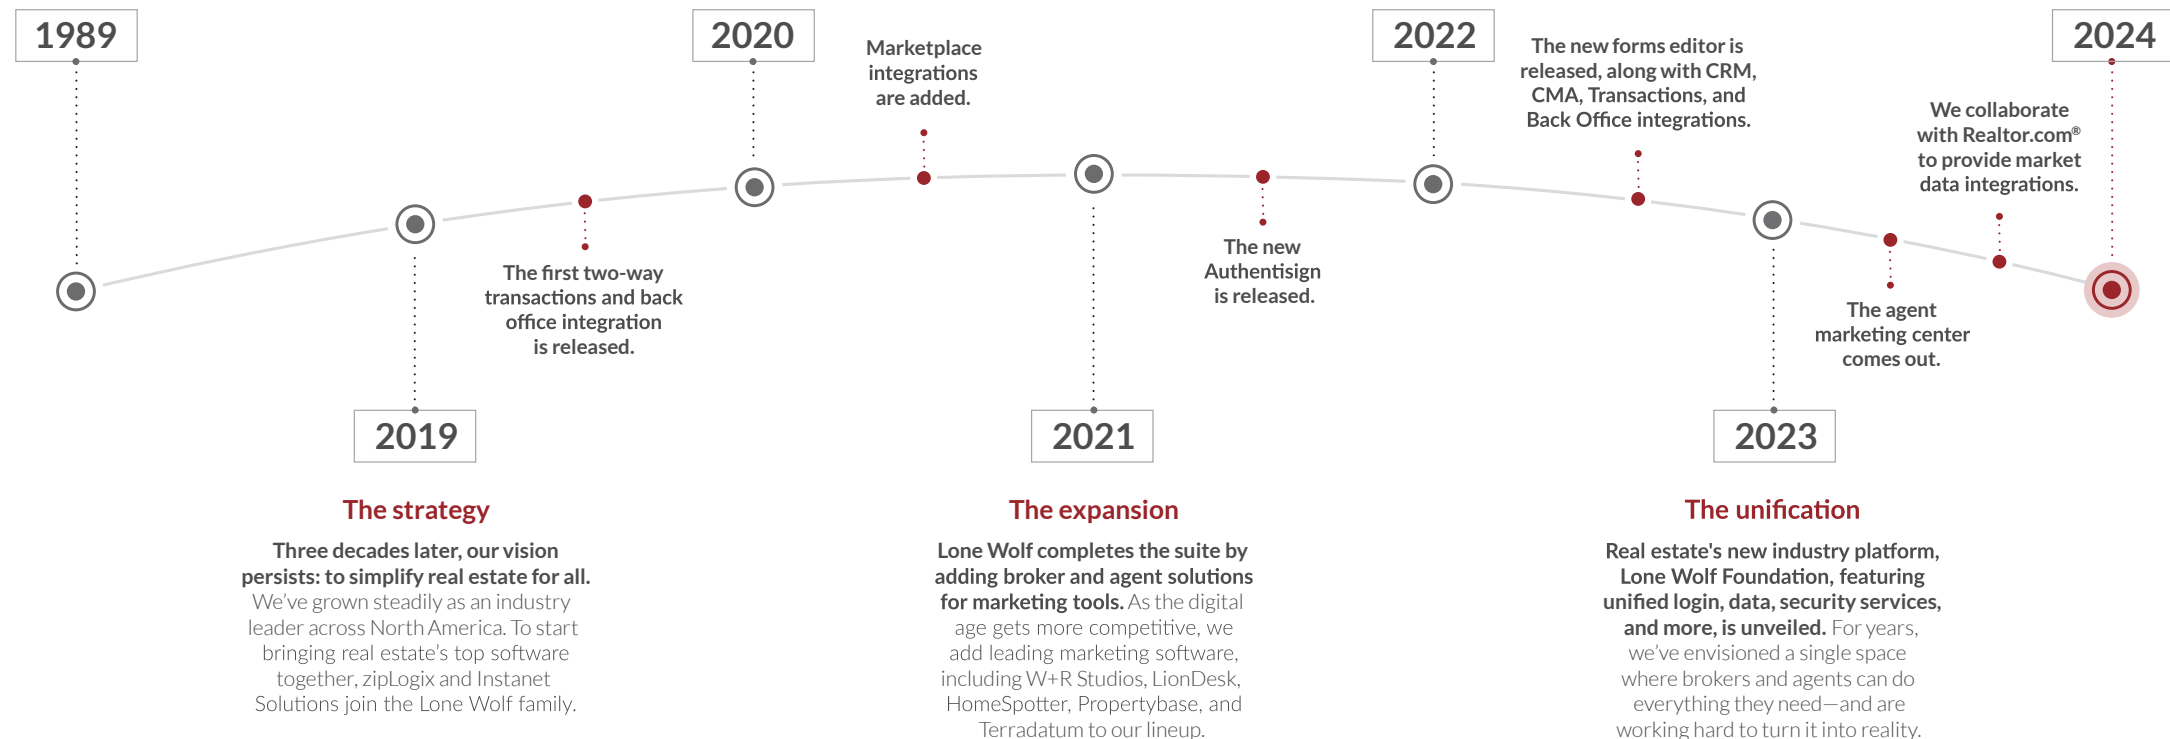 1989
2020
2022
2024
Marketplace
integrations
are added.
The new forms editor is
released, along with CRM,
CMA, Transactions, and
Back Office integrations.
We collaborate
with Realtor.com®
to provide market
data integrations.
The first two-way
transactions and back
office integration
is released.
The new
Authentisign
is released.
The agent
marketing center
comes out.
2019
The strategy
Three decades later, our vision
persists: to simplify real estate for all.
We've grown steadily as an industry
leader across North America. To start
bringing real estate's top software
together, zipLogix and Instanet
Solutions join the Lone Wolf family.
2021
The expansion
Lone Wolf completes the suite by
adding broker and agent solutions
for marketing tools. As the digital
age gets more competitive, we
add leading marketing software,
including W+R Studios, LionDesk,
HomeSpotter, Propertybase, and
Terradatum to our lineup.
2023
The unification
Real estate's new industry platform,
Lone Wolf Foundation, featuring
unified login, data, security services,
and more, is unveiled. For years,
we've envisioned a single space
where brokers and agents can do
everything they need—and are
working hard to turn it into reality.